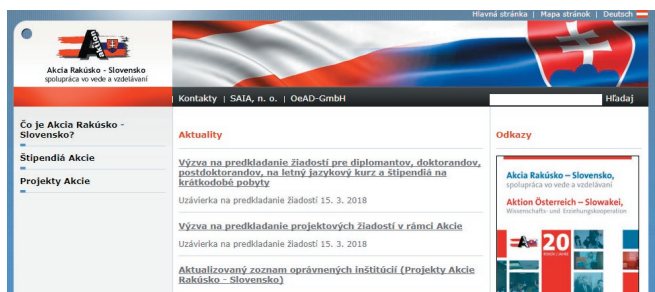 Hlavná stránka | Mapa stránok | Deutsch
Aktion
Akcia Rakúsko - Slovensko
spolupráca vo vede a vzdelávaní
Kontakty | SAIA, n. o. | OeAD-GmbH
Hľadaj
Čo je Akcia Rakúsko -
Slovensko?
Štipendiá Akcie
Projekty Akcie
Aktuality
Výzva na predkladanie žiadostí pre diplomantov, doktorandov,
postdoktorandov, na letný jazykový kurz a štipendiá na
krátkodobé pobyty
Uzávierka na predkladanie žiadostí 15. 3. 2018
Výzva na predkladanie projektových žiadostí v rámci Akcie
Uzávierka na predkladanie žiadostí 15. 3. 2018
Aktualizovaný zoznam oprávnených inštitúcií (Projekty Akcie
Rakúsko - Slovensko)
Odkazy
Akcia Rakúsko – Slovensko,
spolupráca vo vede a vzdelávaní
Aktion Österreich – Slowakei,
Wissenschafts- und Erziehungskooperation
20